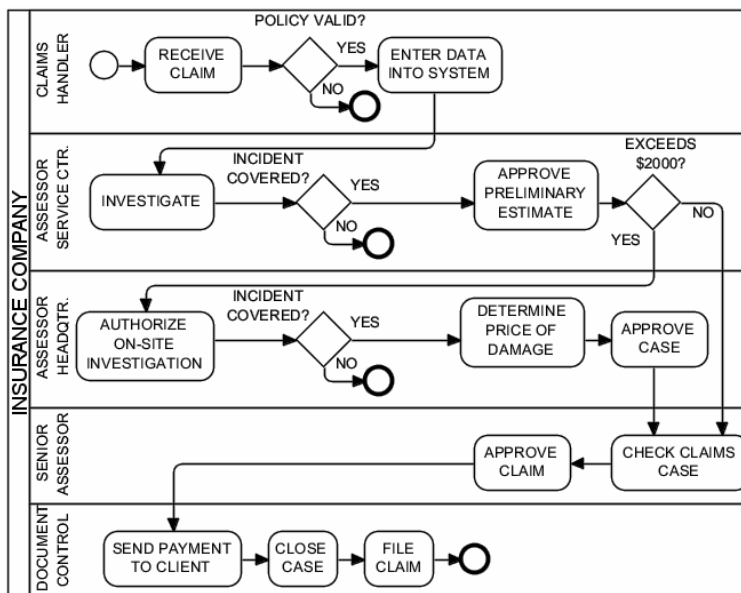 INSURANCE COMPANY
CLAIMS
HANDLER
RECEIVE
CLAIM
POLICY VALID?
YES
NO
ENTER DATA
INTO SYSTEM
ASSESSOR
SERVICE CTR.
INVESTIGATE
INCIDENT
COVERED?
YES
NO
APPROVE
PRELIMINARY
ESTIMATE
EXCEEDS
$2000?
NO
YES
ASSESSOR
HEADQTR.
AUTHORIZE
ON-SITE
INVESTIGATION
INCIDENT
COVERED?
YES
NO
DETERMINE
PRICE OF
DAMAGE
APPROVE
CASE
SENIOR
ASSESSOR
APPROVE
CLAIM
CHECK CLAIMS
CASE
DOCUMENT
CONTROL
SEND PAYMENT
TO CLIENT
CLOSE
CASE
FILE
CLAIM